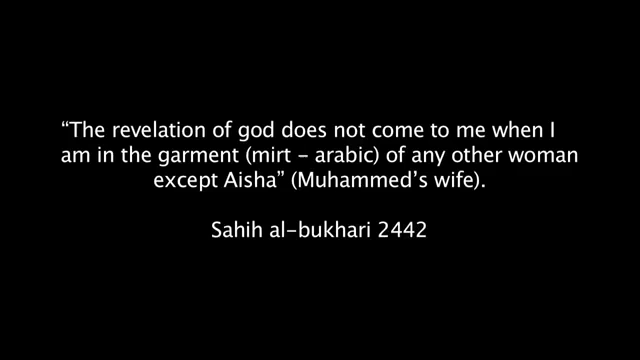 “The revelation of god does not come to me when I
am in the garment (mirt - arabic) of any other woman
except Aisha” (Muhammed’s wife).
Sahih al-bukhari 2442